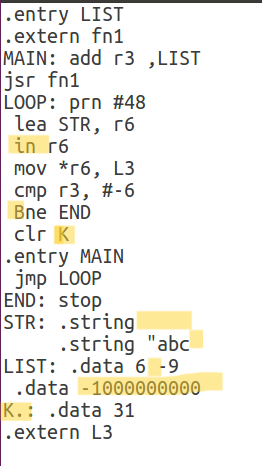 .entry LIST
.extern fn1
MAIN: add r3 ,LIST
jsr fn1
LOOP: prn #48
lea STR, r6
in r6
mov *r6, L3
cmp r3, #-6
Bne END
clr K
.entry MAIN
jmp LOOP
END: stop
STR: .string
.string "abc
LIST: .data 6 -9
.data -1000000000
K.: .data 31
.extern L3